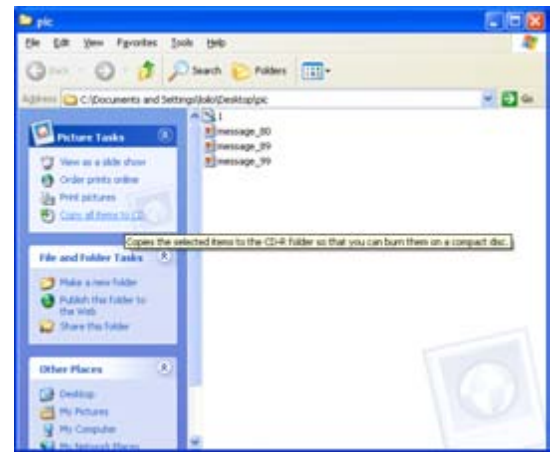 pic
File Edit View Favorites Tools Help
Back Search Folders
Address C:\Documents and Settings\lolo\Desktop\pic Go
Picture Tasks
View as a slide show
Order prints online
Print pictures
Copy all items to CD
1
message_80
message_89
message_99
Copies the selected items to the CD-R folder so that you can burn them on a compact disc.
File and Folder Tasks
Make a new folder
Publish this folder to
the Web
Share this folder
Other Places
Desktop
My Pictures
My Computer
My Network Places